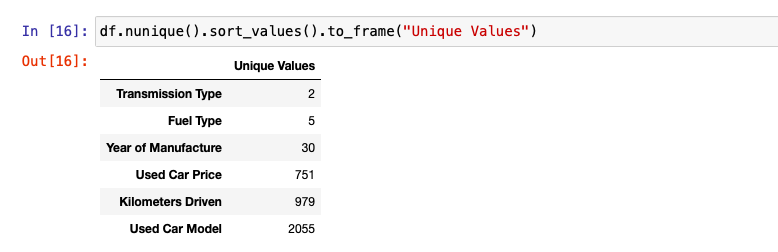 In [16]: df.nunique().sort_values().to_frame("Unique Values")
Out[16]:
Unique Values
Transmission Type 2
Fuel Type 5
Year of Manufacture 30
Used Car Price 751
Kilometers Driven 979
Used Car Model 2055